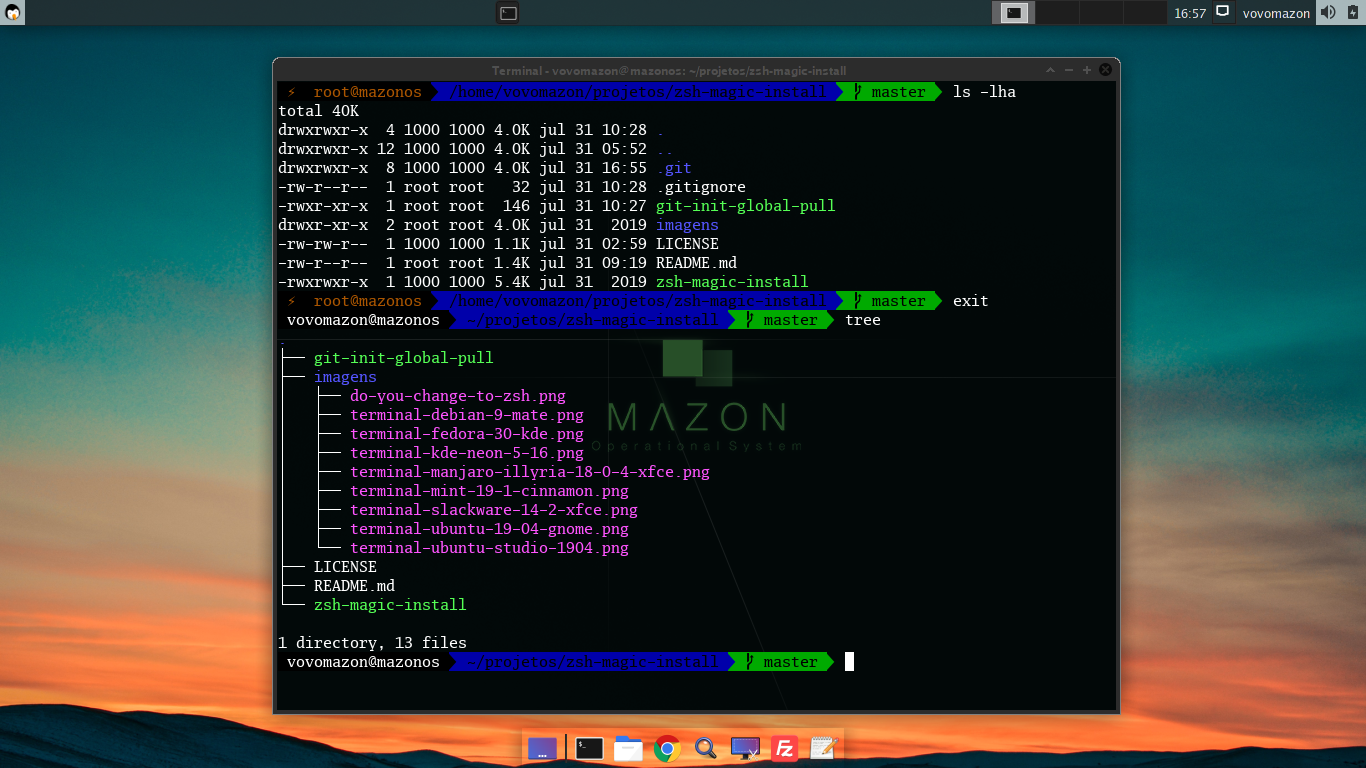 16:57 vovomazon
Terminal - vovomazon@mazonos: ~/projetos/zsh-magic-install
⚡ root@mazonos /home/vovomazon/projetos/zsh-magic-install master ls -lha
total 40K
drwxrwxr-x  4 1000 1000 4.0K jul 31 10:28 .
drwxrwxr-x 12 1000 1000 4.0K jul 31 05:52 ..
drwxrwxr-x  8 1000 1000 4.0K jul 31 16:55 .git
-rw-r--r--  1 root root   32 jul 31 10:28 .gitignore
-rwxr-xr-x  1 root root  146 jul 31 10:27 git-init-global-pull
drwxr-xr-x  2 root root 4.0K jul 31  2019 imagens
-rw-rw-r--  1 1000 1000 1.1K jul 31 02:59 LICENSE
-rw-r--r--  1 root root 1.4K jul 31 09:19 README.md
-rwxrwxr-x  1 1000 1000 5.4K jul 31  2019 zsh-magic-install
⚡ root@mazonos /home/vovomazon/projetos/zsh-magic-install master exit
vovomazon@mazonos ~/projetos/zsh-magic-install master tree
.
├── git-init-global-pull
├── imagens
│   ├── do-you-change-to-zsh.png
│   ├── terminal-debian-9-mate.png
│   ├── terminal-fedora-30-kde.png
│   ├── terminal-kde-neon-5-16.png
│   ├── terminal-manjaro-illyria-18-0-4-xfce.png
│   ├── terminal-mint-19-1-cinnamon.png
│   ├── terminal-slackware-14-2-xfce.png
│   ├── terminal-ubuntu-19-04-gnome.png
│   └── terminal-ubuntu-studio-1904.png
├── LICENSE
├── README.md
└── zsh-magic-install
1 directory, 13 files
vovomazon@mazonos ~/projetos/zsh-magic-install master
MAZON
Operational System